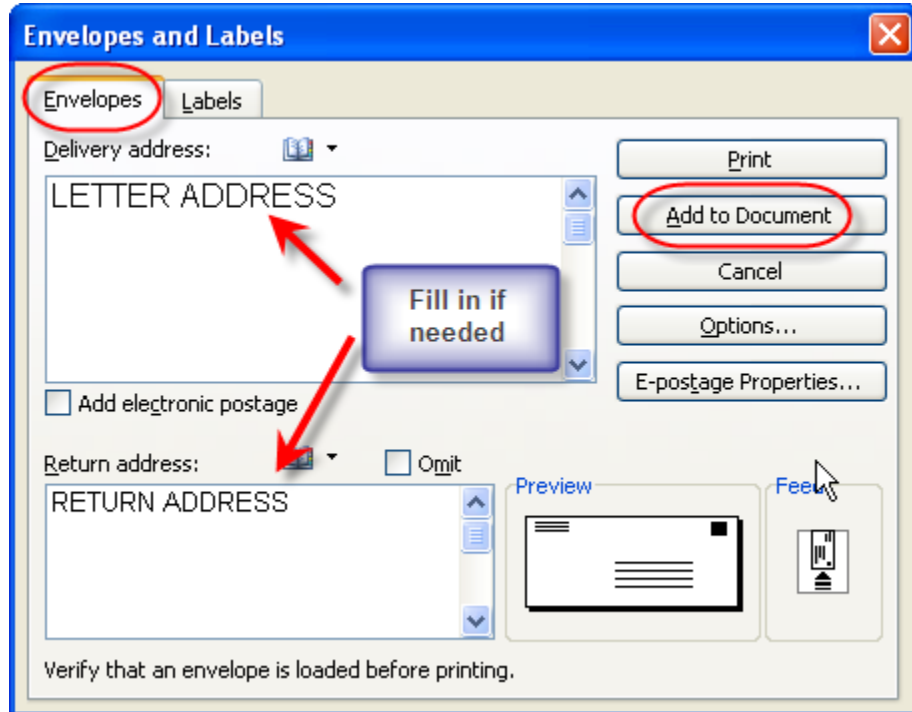 Envelopes and Labels
Envelopes
Labels
Delivery address:
LETTER ADDRESS
Print
Add to Document
Cancel
Options...
E-postage Properties...
Fill in if
needed
Add electronic postage
Return address:
Omit
RETURN ADDRESS
Preview
Feed
Verify that an envelope is loaded before printing.